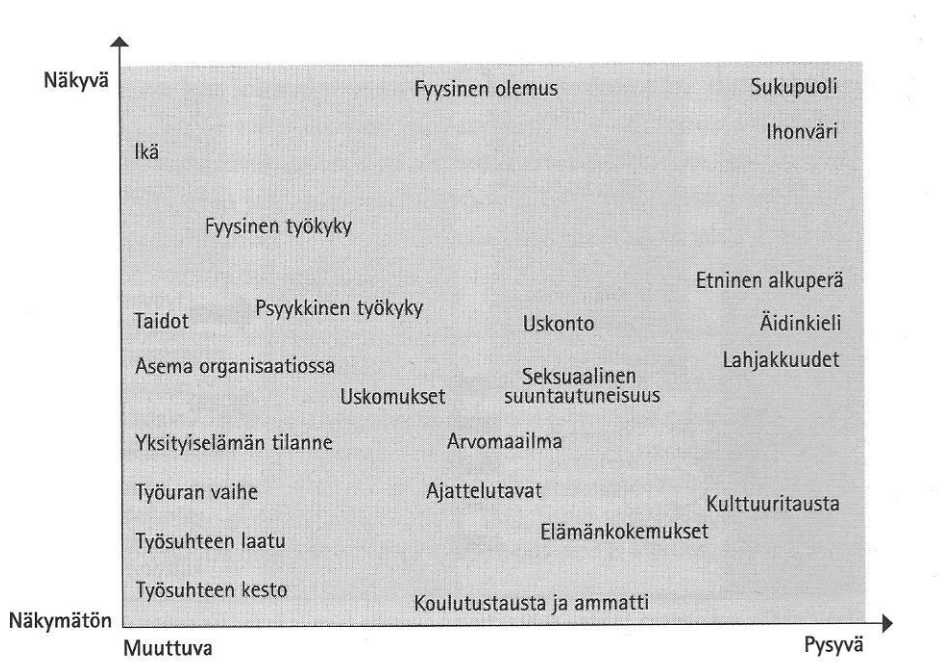 Näkyvä
Fyysinen olemus
Sukupuoli
Ihonväri
Ikä
Fyysinen työkyky
Etninen alkuperä
Psyykkinen työkyky
Taidot
Uskonto
Äidinkieli
Asema organisaatiossa
Lahjakkuudet
Seksuaalinen
suuntautuneisuus
Uskomukset
Yksityiselämän tilanne
Arvomaailma
Työuran vaihe
Ajattelutavat
Kulttuuritausta
Elämänkokemukset
Työsuhteen laatu
Työsuhteen kesto
Koulutustausta ja ammatti
Näkymätön
Muuttuva
Pysyvä